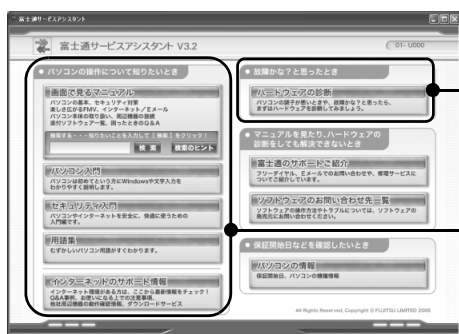 富士通サービスアシスタント
富士通サービスアシスタント V3.2
01- U000
パソコンの操作について知りたいとき
画面で見るマニュアル
パソコンの基本、セキュリティ対策
楽しさ広がるFMV、インターネット/Eメール
パソコン本体の取り扱い、周辺機器の接続
添付ソフトウェア一覧、困ったときのQ&A
検索する・・・知りたいことを入力して [ 検索 ] をクリック！
検 索
検索のヒント
パソコン入門
パソコンは初めてという方にWindowsや文字入力を
わかりやすく説明します。
セキュリティ入門
パソコンやインターネットを安全に、快適に使うための
入門編です。
用語集
むずかしいパソコン用語がすぐわかります。
インターネットのサポート情報
インターネット環境がある方は、ここから最新情報をチェック！
Q&A事例、お使いになる上での注意事項、
他社周辺機器の動作確認情報、ダウンロードサービス
故障かな？と思ったとき
ハードウェアの診断
パソコンの調子が悪いときや、故障かな？と思ったら、
まずはハードウェアを診断してみましょう。
マニュアルを見たり、ハードウェアの
診断をしても解決できないとき
富士通のサポートご紹介
フリーダイヤル、Eメールでのお問い合わせや、修理サービスに
ついてご紹介しています。
ソフトウェアのお問い合わせ先一覧
ソフトウェアの操作方法やトラブルについては、ソフトウェアの
発売元にお問い合わせください。
保証開始日などを確認したいとき
パソコンの情報
保証開始日、パソコンの機種情報
All Rights Reserved, Copyright © FUJITSU LIMITED 2005